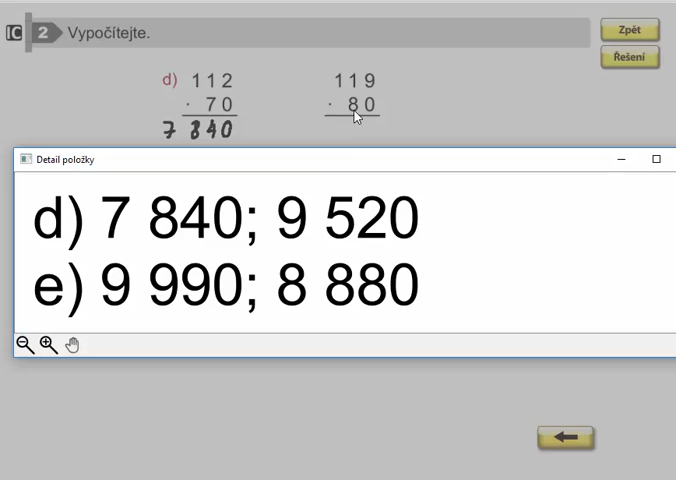 C 2 Vypočítejte.
Zpět
Řešení
d) 112 119
· 70 · 80
7 840
Detail položky
d) 7 840; 9 520
e) 9 990; 8 880